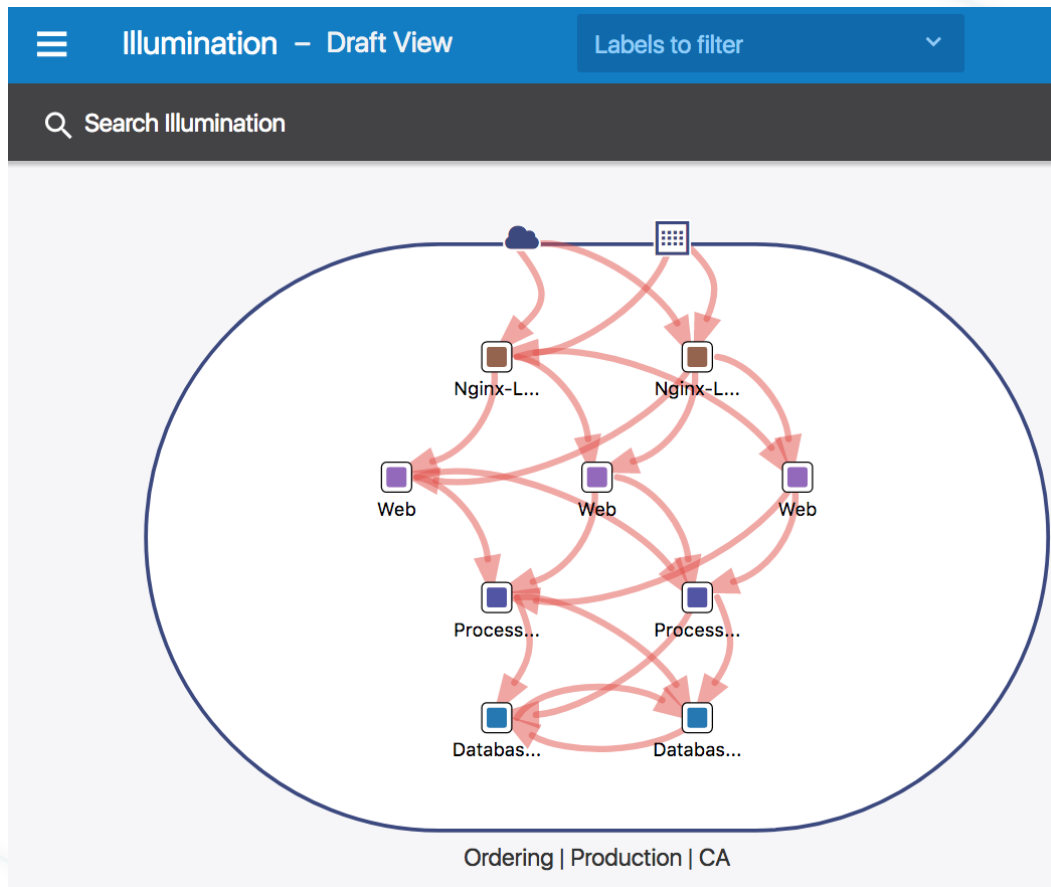 Illumination – Draft View
Labels to filter
Search Illumination
Nginx-L...
Nginx-L...
Web
Web
Web
Process...
Process...
Databas...
Databas...
Ordering | Production | CA